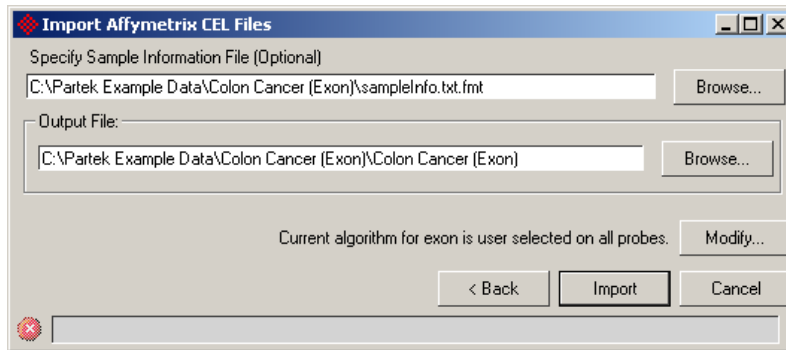 Import Affymetrix CEL Files
Specify Sample Information File (Optional)
C:\Partek Example Data\Colon Cancer (Exon)\sampleInfo.txt.fmt
Browse...
Output File:
C:\Partek Example Data\Colon Cancer (Exon)\Colon Cancer (Exon)
Browse...
Current algorithm for exon is user selected on all probes.
Modify...
< Back
Import
Cancel